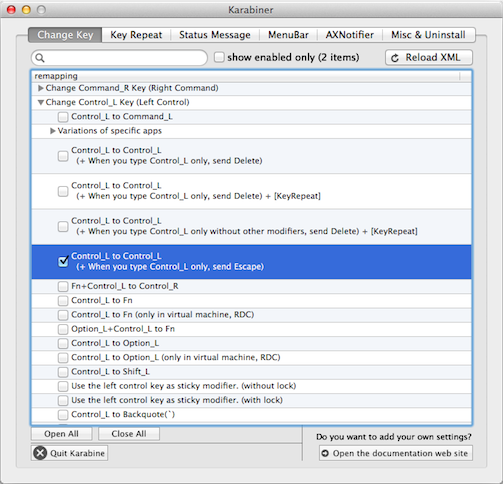 Karabiner
Change Key
Key Repeat
Status Message
MenuBar
AXNotifier
Misc & Uninstall
show enabled only (2 items)
Reload XML
remapping
Change Command_R Key (Right Command)
Change Control_L Key (Left Control)
Control_L to Command_L
Variations of specific apps
Control_L to Control_L
(+ When you type Control_L only, send Delete)
Control_L to Control_L
(+ When you type Control_L only, send Delete) + [KeyRepeat]
Control_L to Control_L
(+ When you type Control_L only without other modifiers, send Delete) + [KeyRepeat]
Control_L to Control_L
(+ When you type Control_L only, send Escape)
Fn+Control_L to Control_R
Control_L to Fn
Control_L to Fn (only in virtual machine, RDC)
Option_L+Control_L to Fn
Control_L to Option_L
Control_L to Option_L (only in virtual machine, RDC)
Control_L to Shift_L
Use the left control key as sticky modifier. (without lock)
Use the left control key as sticky modifier. (with lock)
Control_L to Backquote(`)
Open All
Close All
Do you want to add your own settings?
Quit Karabine
Open the documentation web site